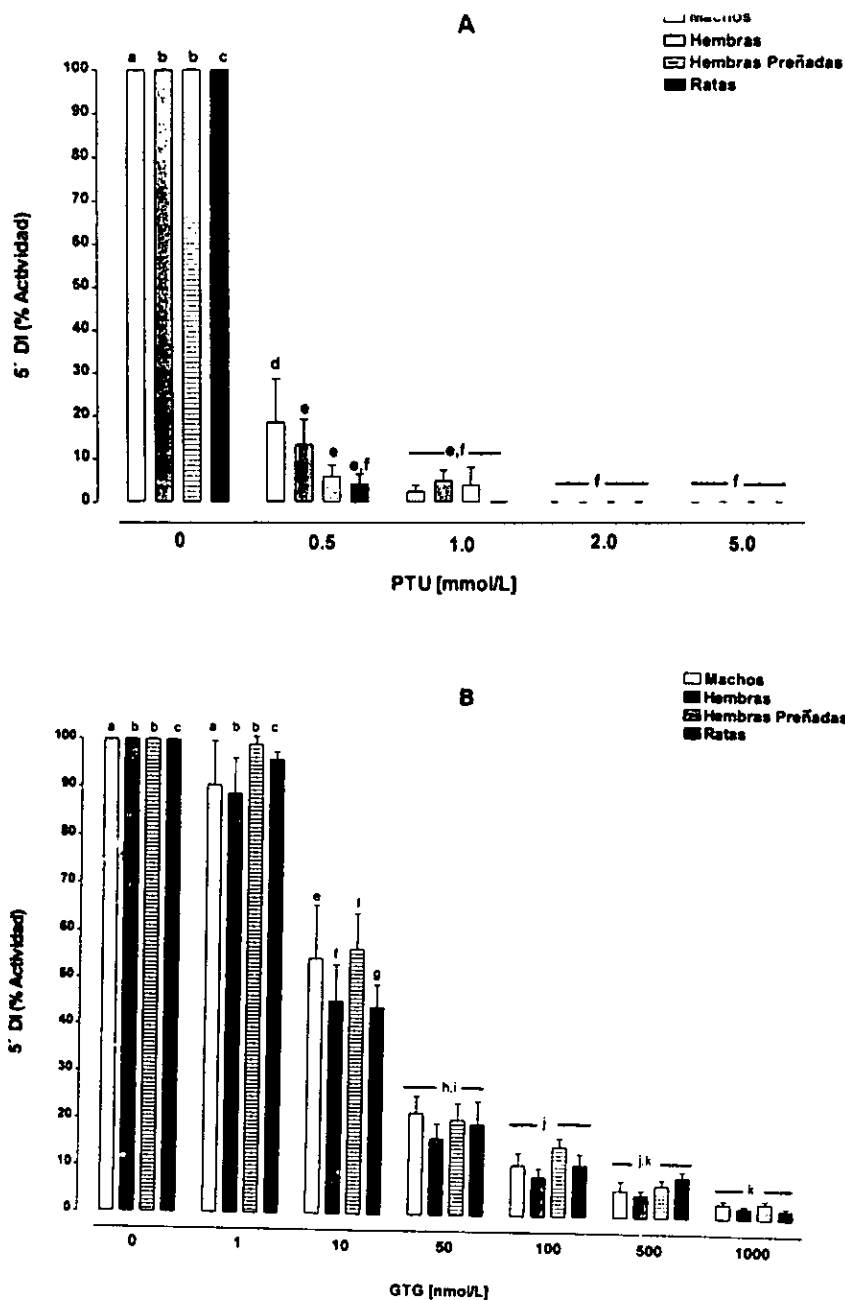 A
Machos
Hembras
Hembras Preñadas
Ratas
a b b c
100
90
80
70
60
50
40
30
20
10
0
5´ DI (% Actividad)
d
e
e
e,f
e,f
f
f
0 0.5 1.0 2.0 5.0
PTU [mmol/L]
B
Machos
Hembras
Hembras Preñadas
Ratas
a b b c a b b c
100
90
80
70
60
50
40
30
20
10
0
5´ DI (% Actividad)
e
f
f
g
h,i
j
j,k
k
0 1 10 50 100 500 1000
GTG [nmol/L]